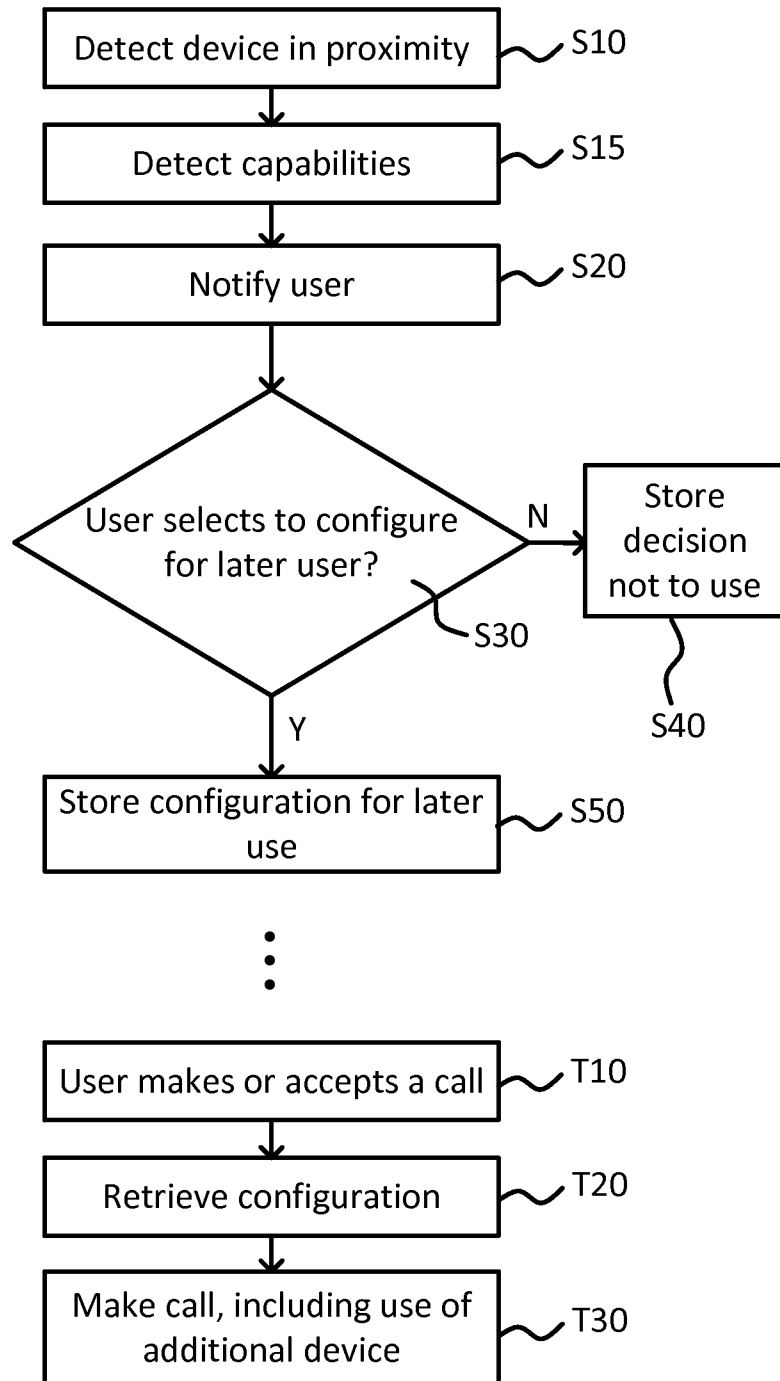 Detect device in proximity
S10
Detect capabilities
S15
Notify user
S20
User selects to configure
for later user?
S30
N
Store
decision
not to use
S40
Y
Store configuration for later
use
S50
User makes or accepts a call
T10
Retrieve configuration
T20
Make call, including use of
additional device
T30